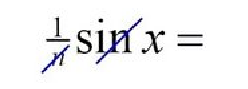 1/n sin x =